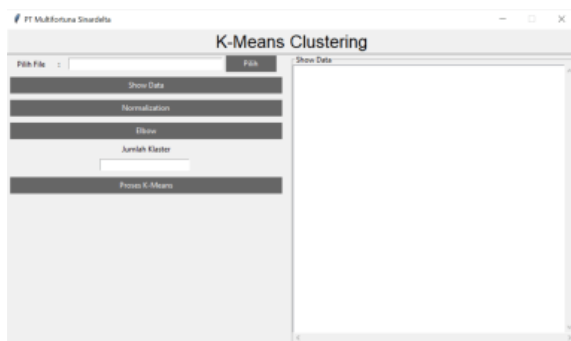 PT Multifortuna Sinardelta
K-Means Clustering
Pilih File : Pilih
Show Data
Normalization
Elbow
Jumlah Klaster
Proses K-Means
Show Data